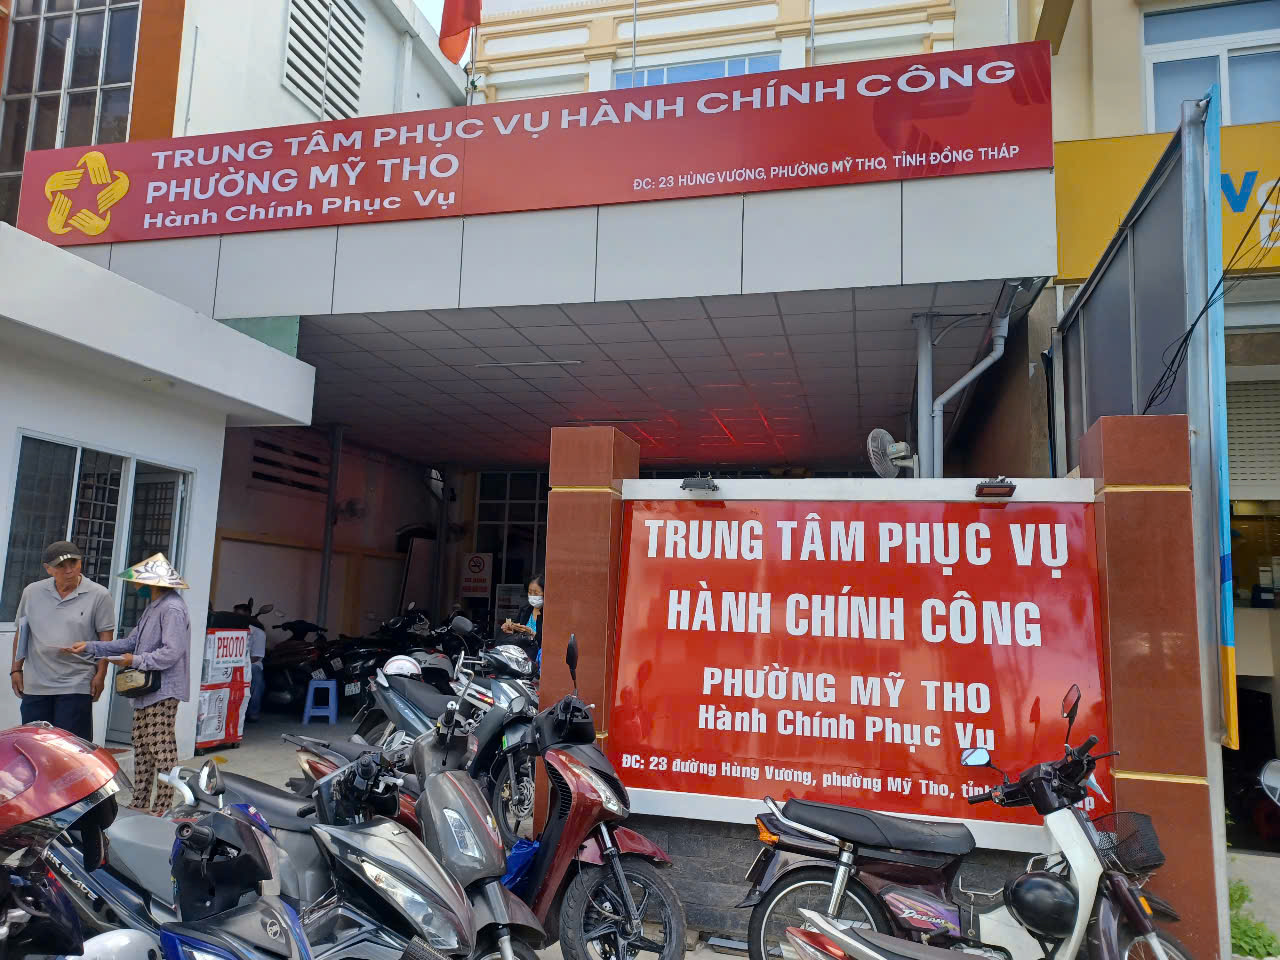 TRUNG TÂM PHỤC VỤ HÀNH CHÍNH CÔNG
PHƯỜNG MỸ THO
Hành Chính Phục Vụ
ĐC: 23 HÙNG VƯƠNG, PHƯỜNG MỸ THO, TỈNH ĐỒNG THÁP
TRUNG TÂM PHỤC VỤ
HÀNH CHÍNH CÔNG
PHƯỜNG MỸ THO
Hành Chính Phục Vụ
ĐC: 23 đường Hùng Vương, phường Mỹ Tho, tỉnh
PHOTO
DREAM